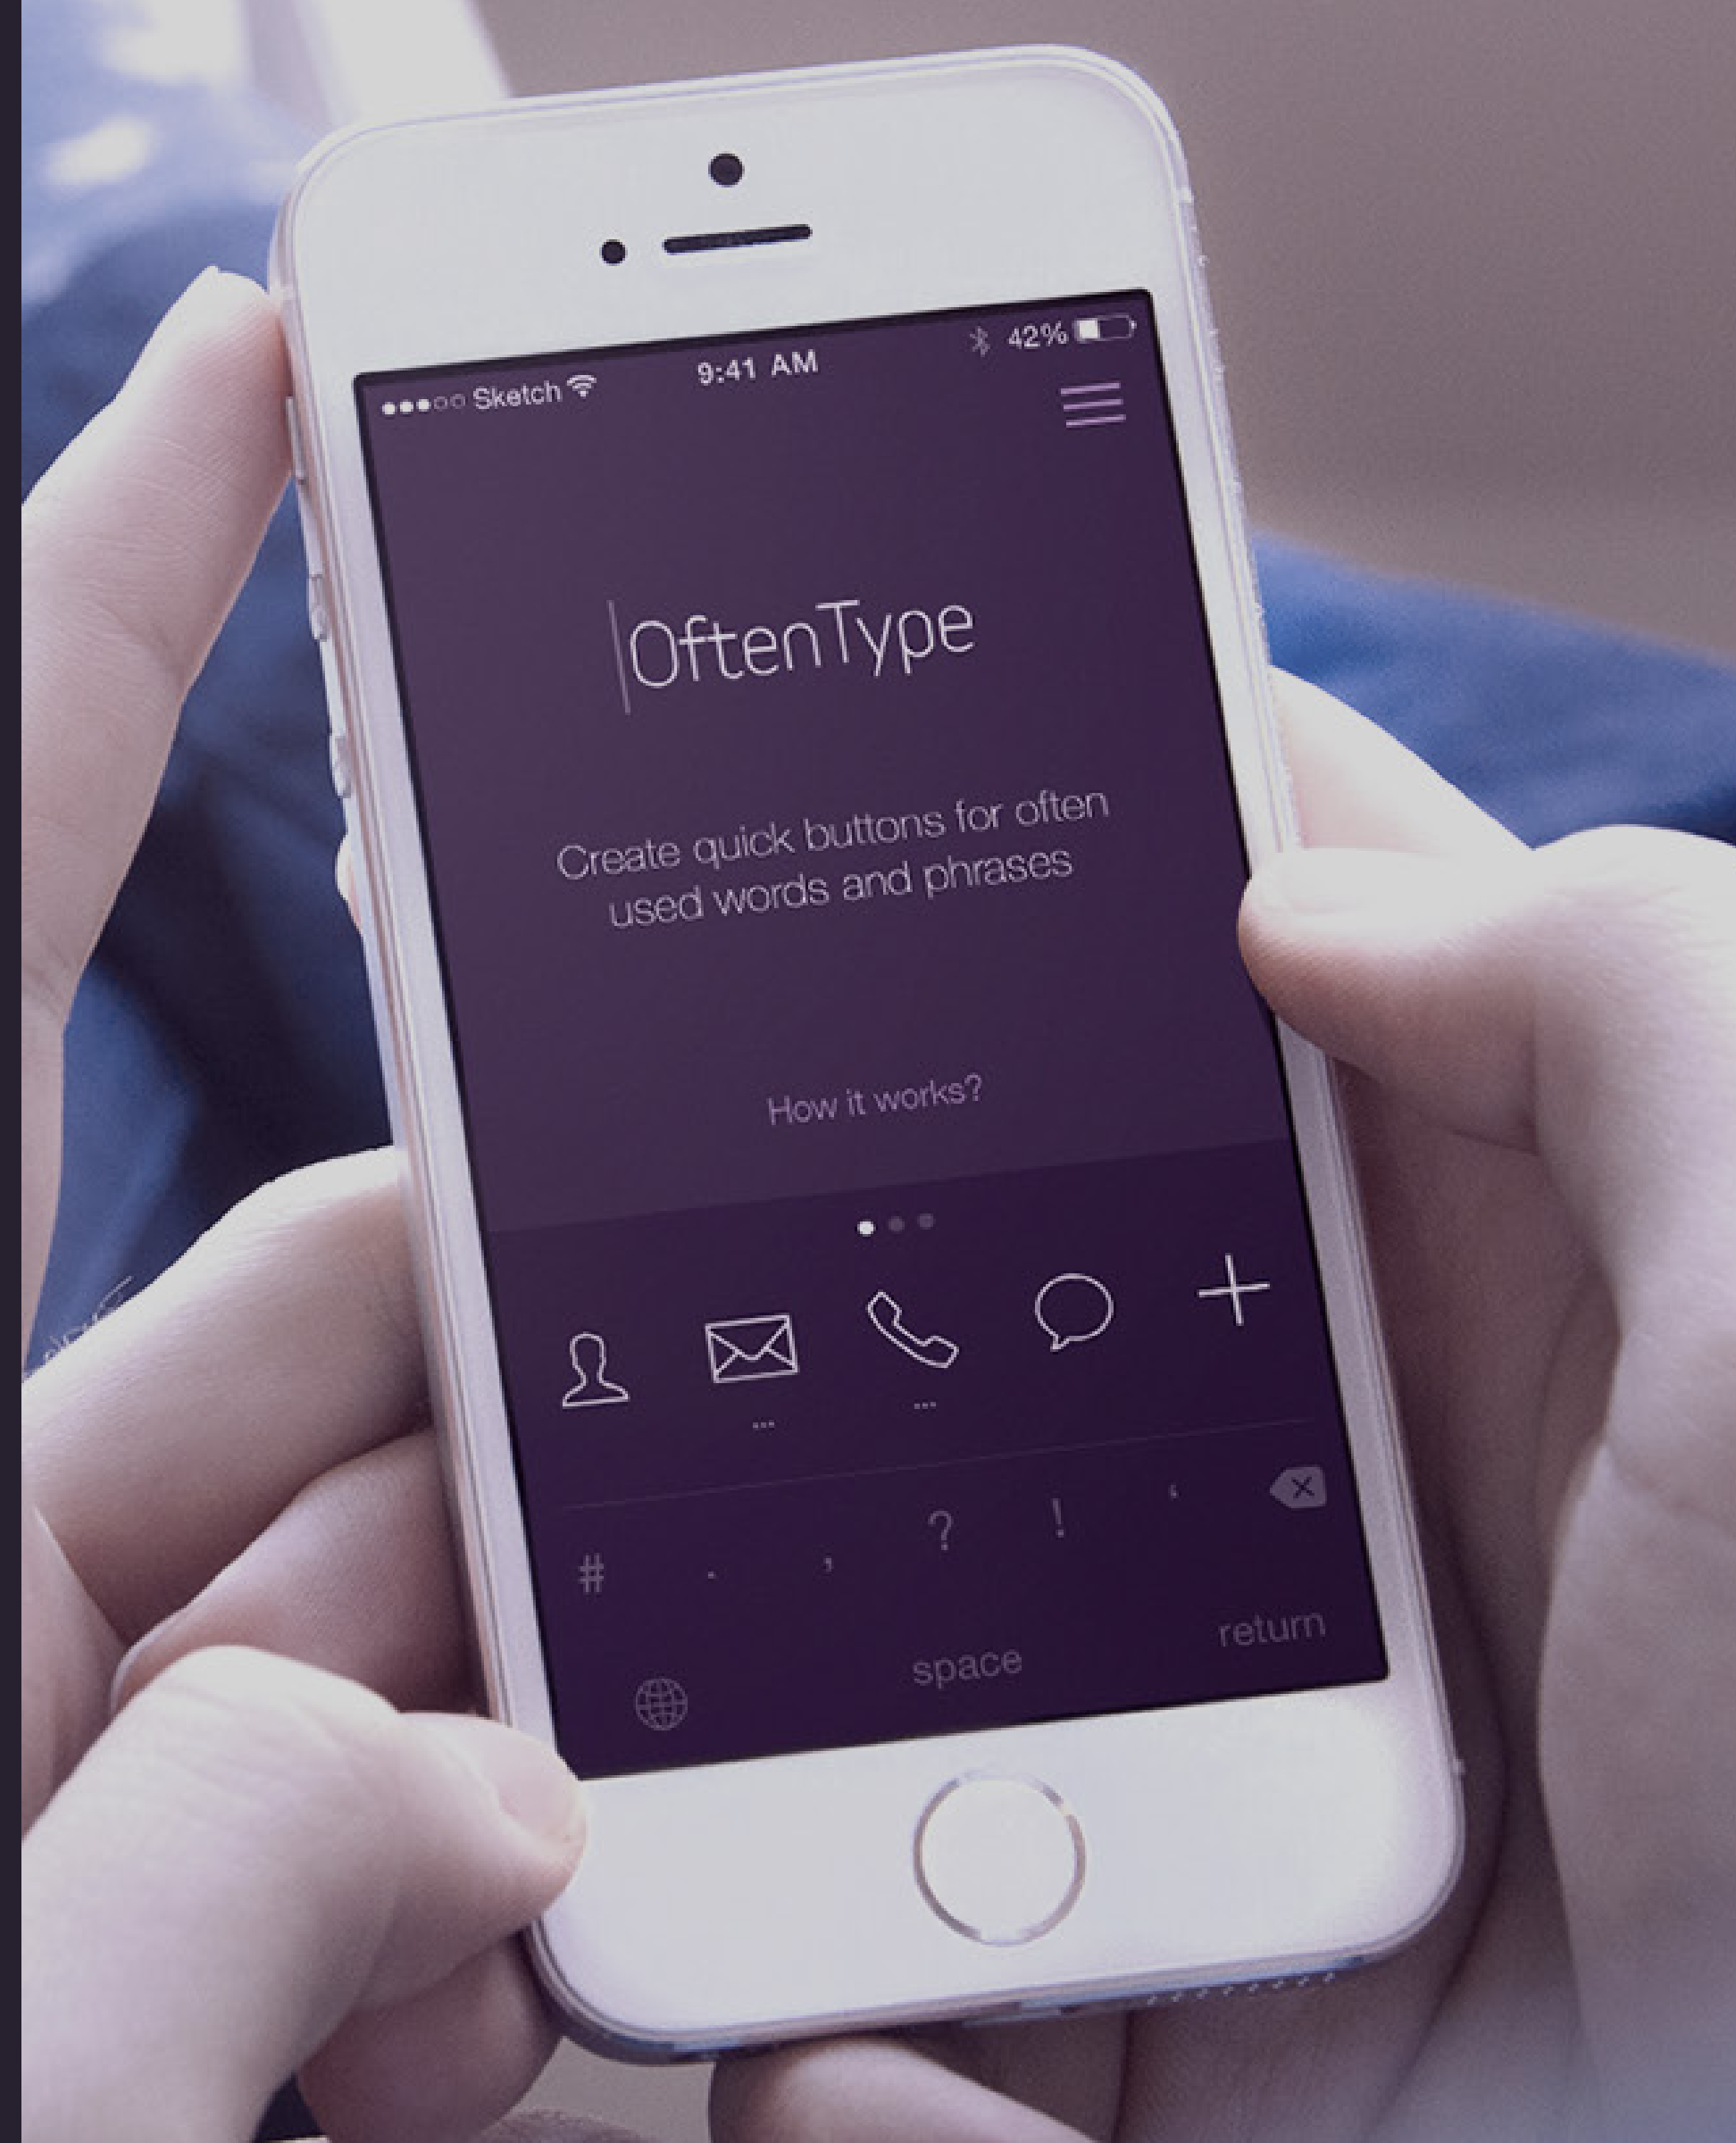 Sketch 9:41 AM 42%
OftenType
Create quick buttons for often
used words and phrases
How it works?
... ...
# . , ? ! ‘
space return